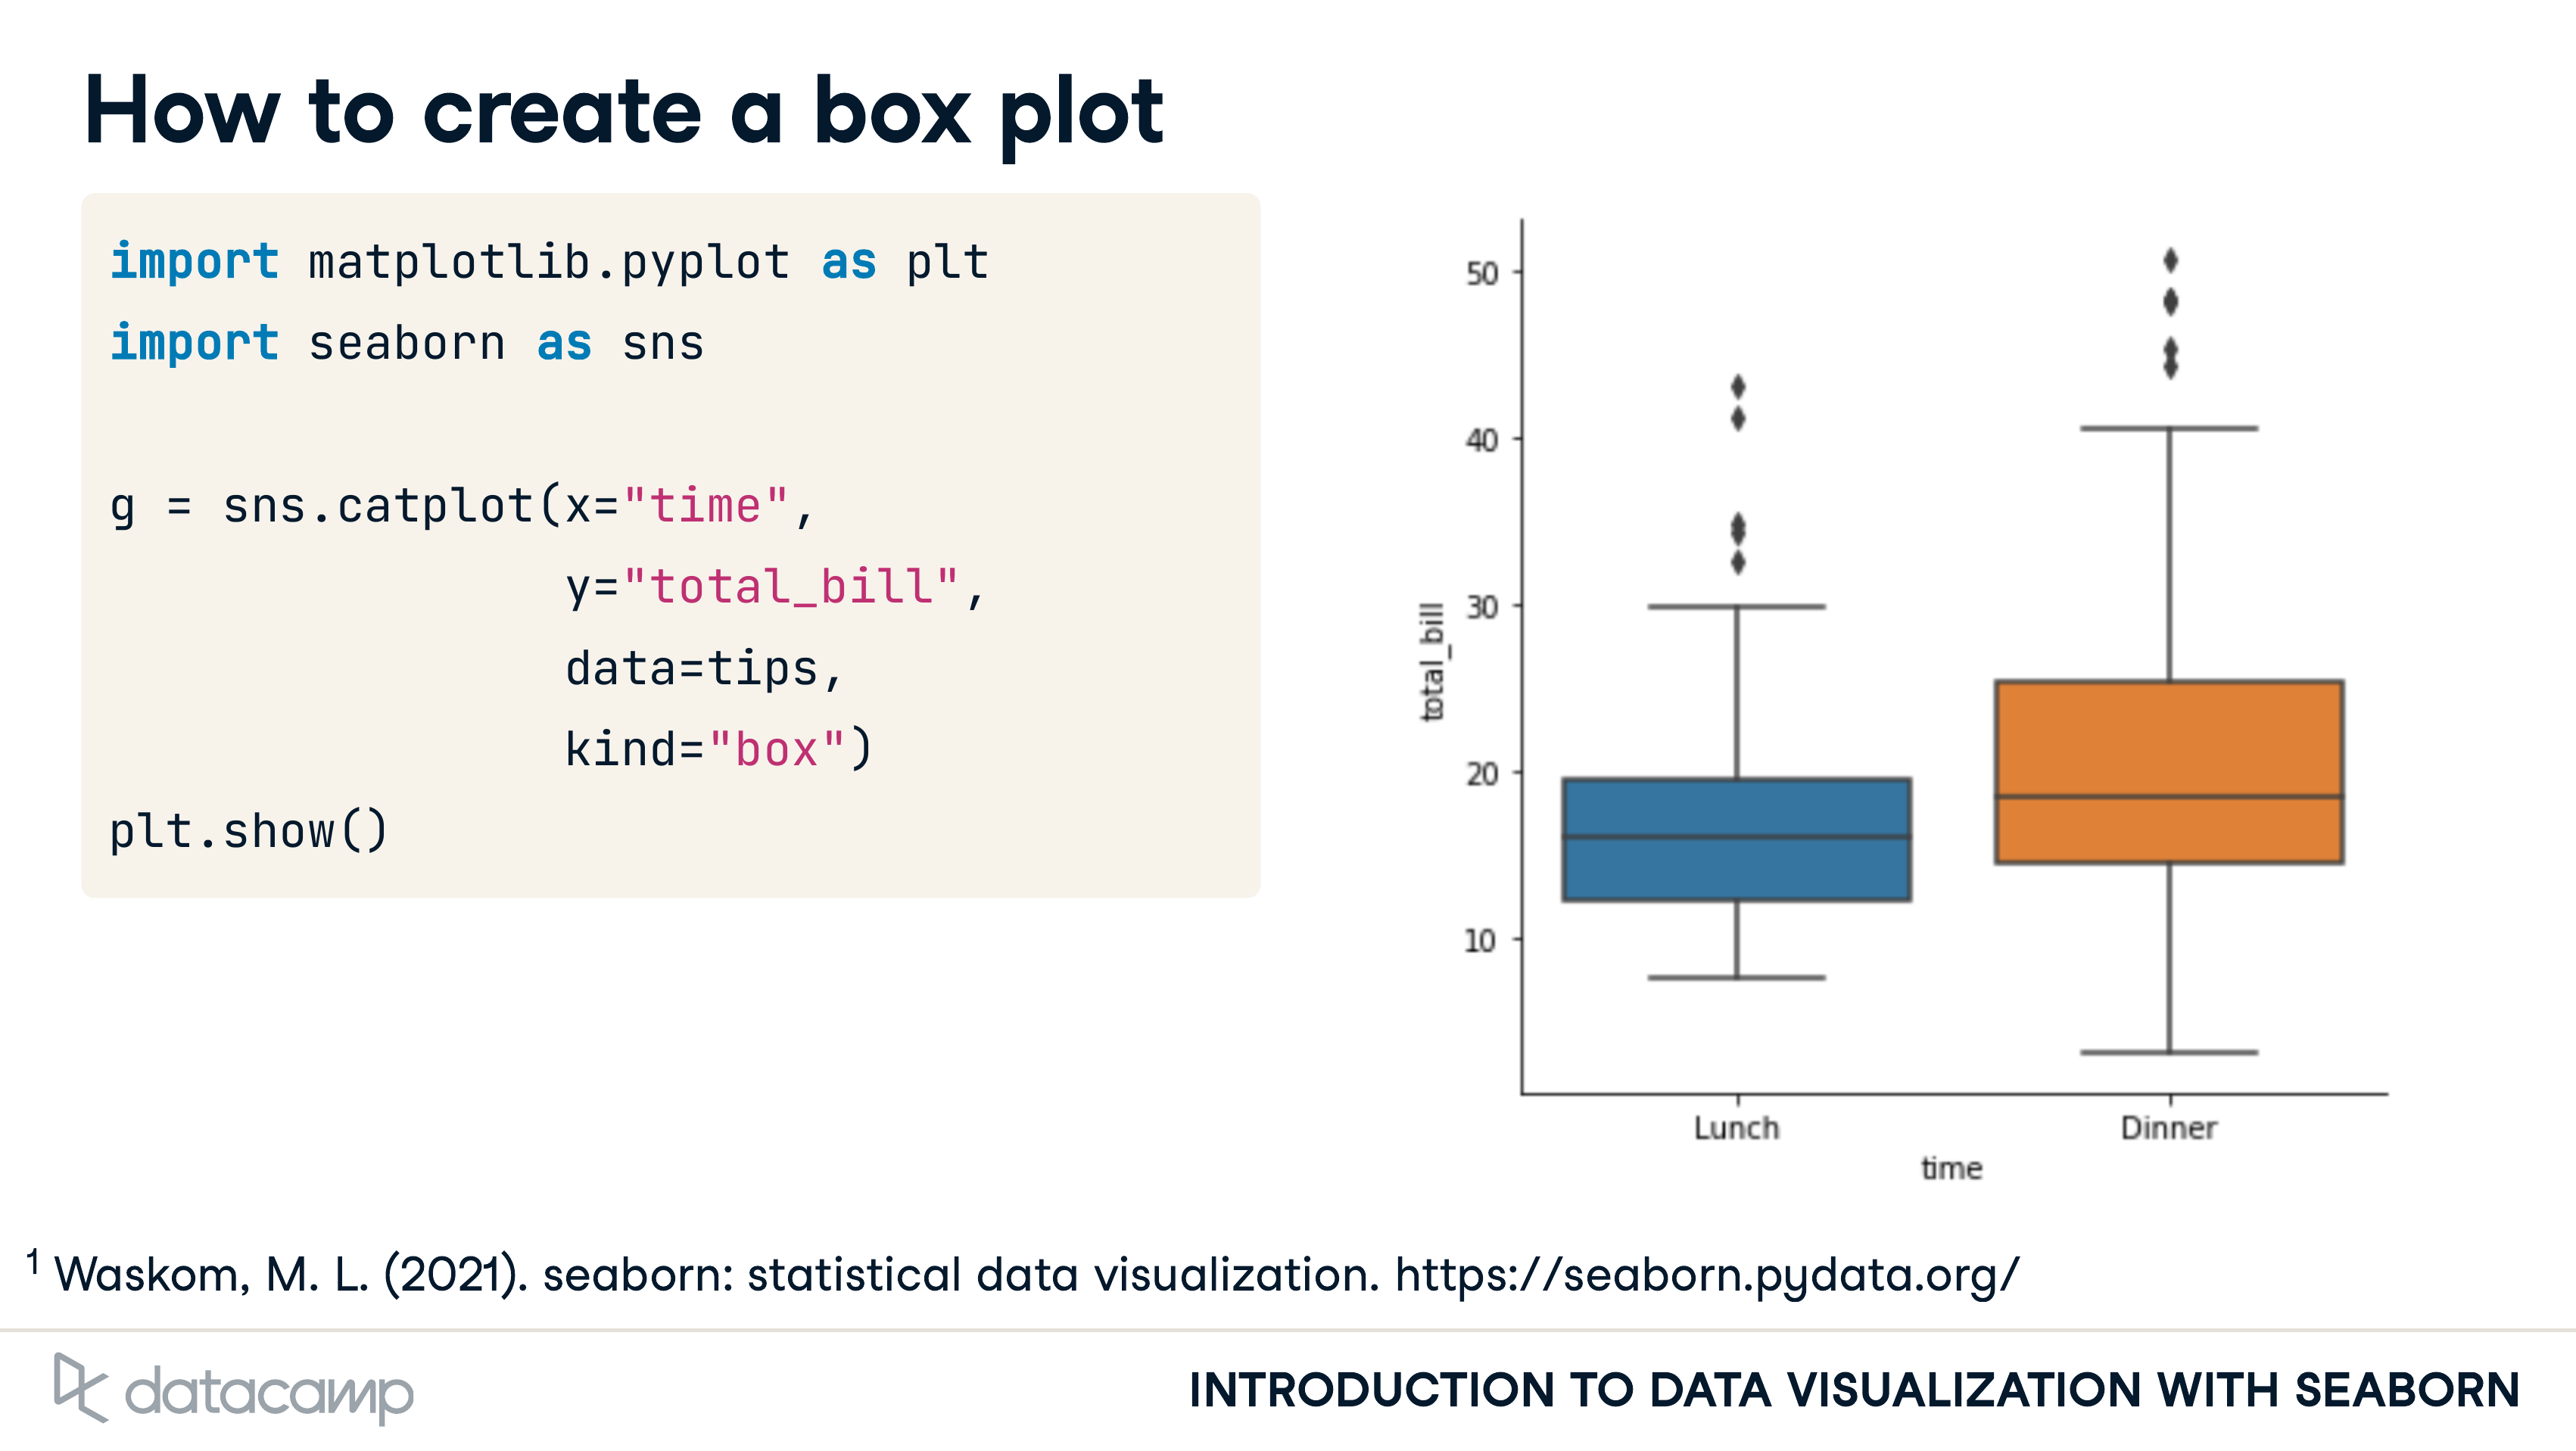 How to create a box plot
import matplotlib.pyplot as plt
import seaborn as sns
g = sns.catplot(x="time",
y="total_bill",
data=tips,
kind="box")
plt.show()
50
40
30
20
10
total_bill
Lunch
Dinner
time
1 Waskom, M. L. (2021). seaborn: statistical data visualization. https://seaborn.pydata.org/
datacamp
INTRODUCTION TO DATA VISUALIZATION WITH SEABORN